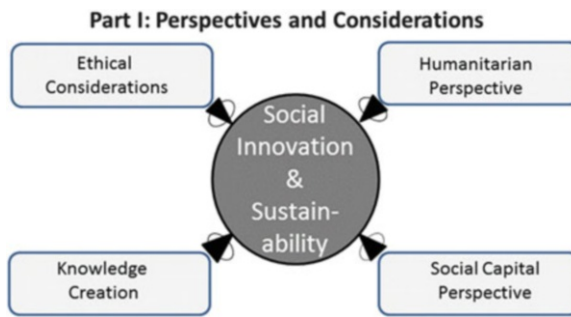 Part I: Perspectives and Considerations
Ethical
Considerations
Humanitarian
Perspective
Social
Innovation
&
Sustain-
ability
Knowledge
Creation
Social Capital
Perspective